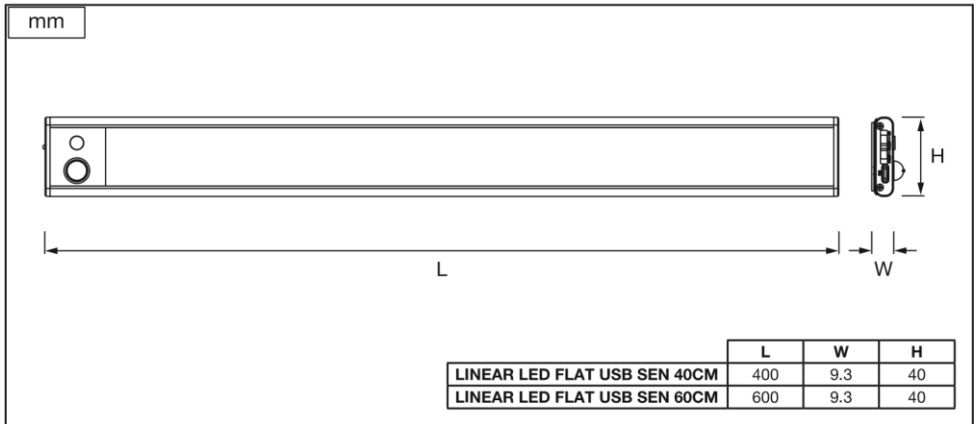 mm
H
L
W
L W H
LINEAR LED FLAT USB SEN 40CM 400 9.3 40
LINEAR LED FLAT USB SEN 60CM 600 9.3 40